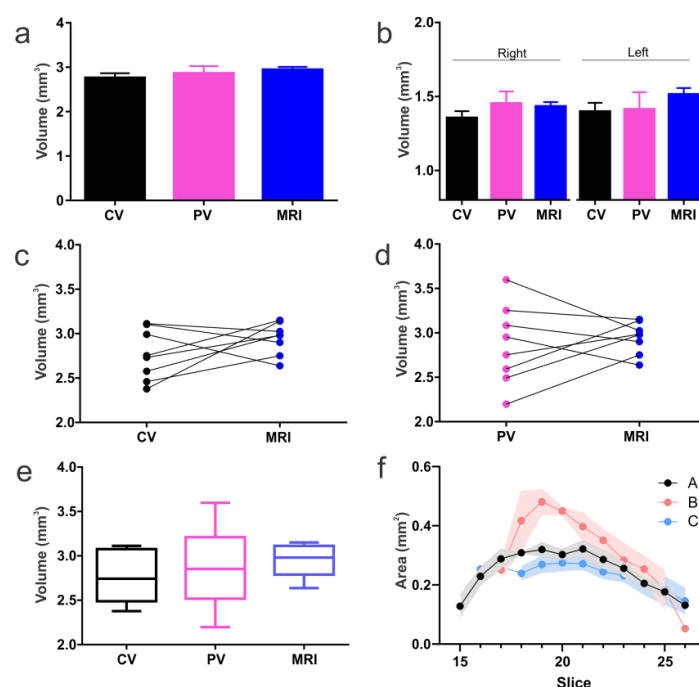 a
4
3
2
1
0
Volume (mm³)
CV PV MRI
b
2.0
1.5
1.0
Volume (mm³)
Right Left
CV PV MRI CV PV MRI
c
4.0
3.5
3.0
2.5
2.0
Volume (mm³)
CV MRI
d
4.0
3.5
3.0
2.5
2.0
Volume (mm³)
PV MRI
e
4.0
3.5
3.0
2.5
2.0
Volume (mm³)
CV PV MRI
f
0.6
0.4
0.2
0.0
Area (mm²)
A
B
C
15 20 25
Slice